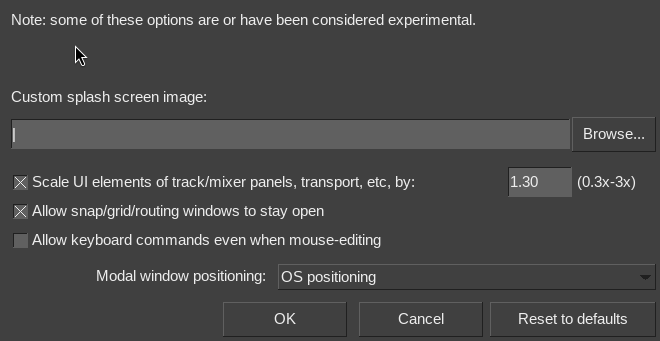 Note: some of these options are or have been considered experimental.
Custom splash screen image:
Browse...
Scale UI elements of track/mixer panels, transport, etc, by: 1.30 (0.3x-3x)
Allow snap/grid/routing windows to stay open
Allow keyboard commands even when mouse-editing
Modal window positioning: OS positioning
OK Cancel Reset to defaults